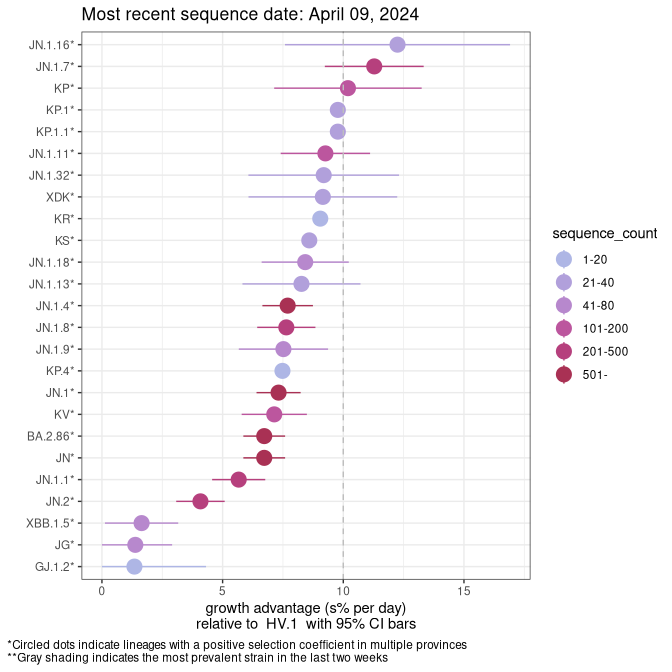 Most recent sequence date: April 09, 2024
JN.1.16*
JN.1.7*
KP*
KP.1*
KP.1.1*
JN.1.11*
JN.1.32*
XDK*
KR*
KS*
JN.1.18*
JN.1.13*
JN.1.4*
JN.1.8*
JN.1.9*
KP.4*
JN.1*
KV*
BA.2.86*
JN*
JN.1.1*
JN.2*
XBB.1.5*
JG*
GJ.1.2*
0 5 10 15
growth advantage (s% per day)
relative to HV.1 with 95% CI bars
sequence_count
1-20
21-40
41-80
101-200
201-500
501-
*Circled dots indicate lineages with a positive selection coefficient in multiple provinces
**Gray shading indicates the most prevalent strain in the last two weeks